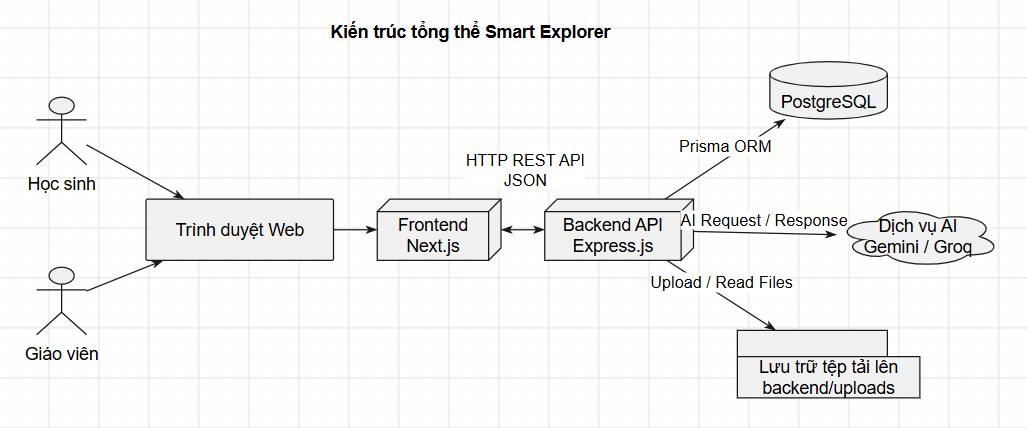 Kiến trúc tổng thể Smart Explorer
Học sinh
Giáo viên
Trình duyệt Web
Frontend
Next.js
HTTP REST API
JSON
Backend API
Express.js
Prisma ORM
PostgreSQL
AI Request / Response
Dịch vụ AI
Gemini / Groq
Upload / Read Files
Lưu trữ tệp tải lên
backend/uploads